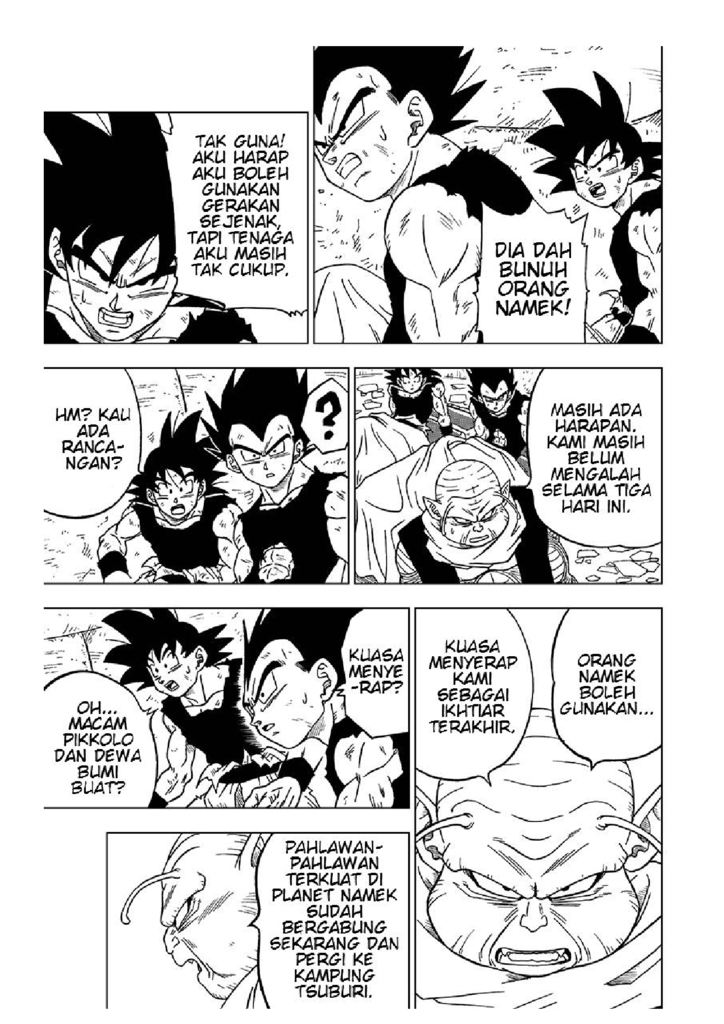 DIA DAH
BUNUH
ORANG
NAMEK!
TAK GUNA!
AKU HARAP
AKU BOLEH
GUNAKAN
GERAKAN
SEJENAK,
TAPI TENAGA
AKU MASIH
TAK CUKUP.
MASIH ADA
HARAPAN.
KAMI MASIH
BELUM
MENGALAH
SELAMA TIGA
HARI INI.
?
HM? KAU
ADA
RANCA-
NGAN?
ORANG
NAMEK
BOLEH
GUNAKAN...
KUASA
MENYERAP
KAMI
SEBAGAI
IKHTIAR
TERAKHIR.
KUASA
MENYE
-RAP?
OH...
MACAM
PIKKOLO
DAN DEWA
BUMI
BUAT?
PAHLAWAN-
PAHLAWAN
TERKUAT DI
PLANET NAMEK
SUDAH
BERGABUNG
SEKARANG DAN
PERGI KE
KAMPUNG
TSUBURI.